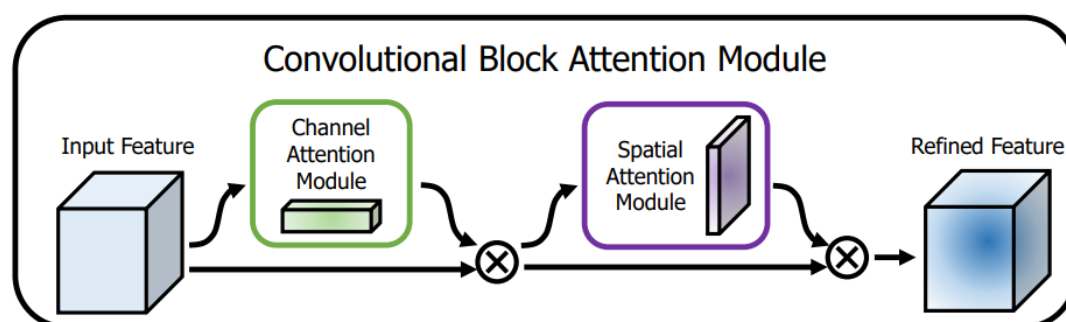 Convolutional Block Attention Module
Input Feature
Channel
Attention
Module
Spatial
Attention
Module
Refined Feature